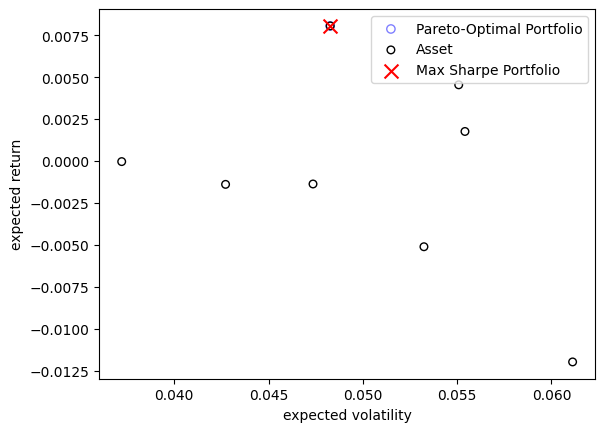 0.0075
0.0050
0.0025
0.0000
−0.0025
−0.0050
−0.0075
−0.0100
−0.0125
expected return
Pareto-Optimal Portfolio
Asset
Max Sharpe Portfolio
0.040 0.045 0.050 0.055 0.060
expected volatility